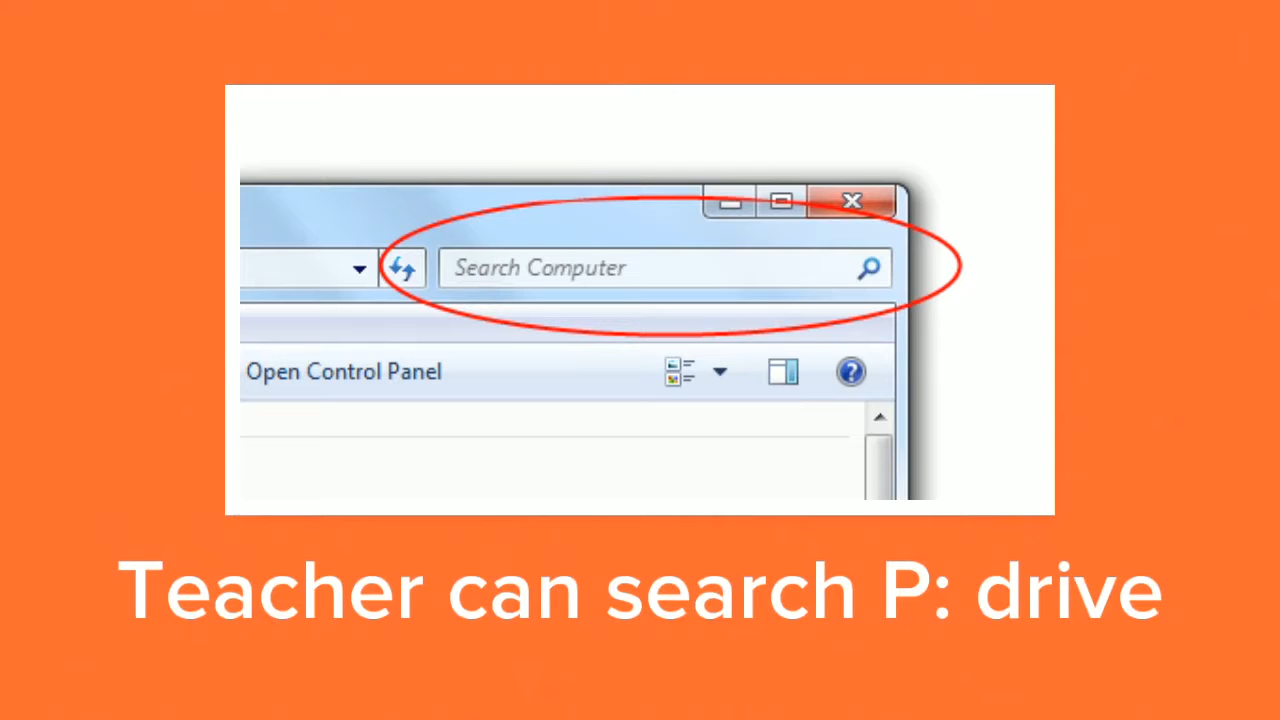 Search Computer
Open Control Panel
Teacher can search P: drive